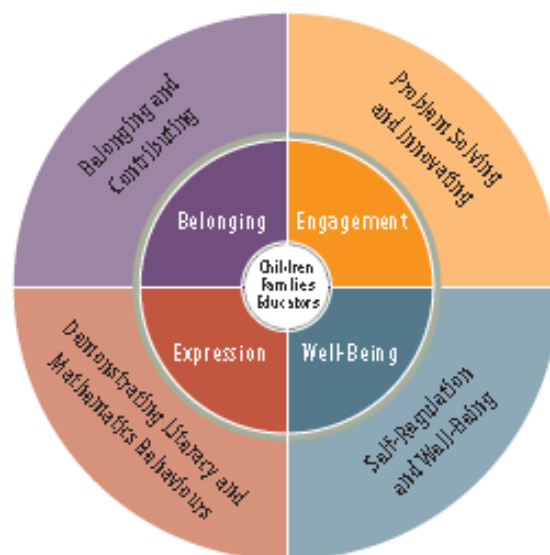 Belonging and
Contributing
Problem Solving
and Innovating
Belonging
Engagement
Children
Families
Educators
Expression
Well-Being
Demonstrating Literacy and
Mathematics Behaviours
Self-Regulation
and Well-Being